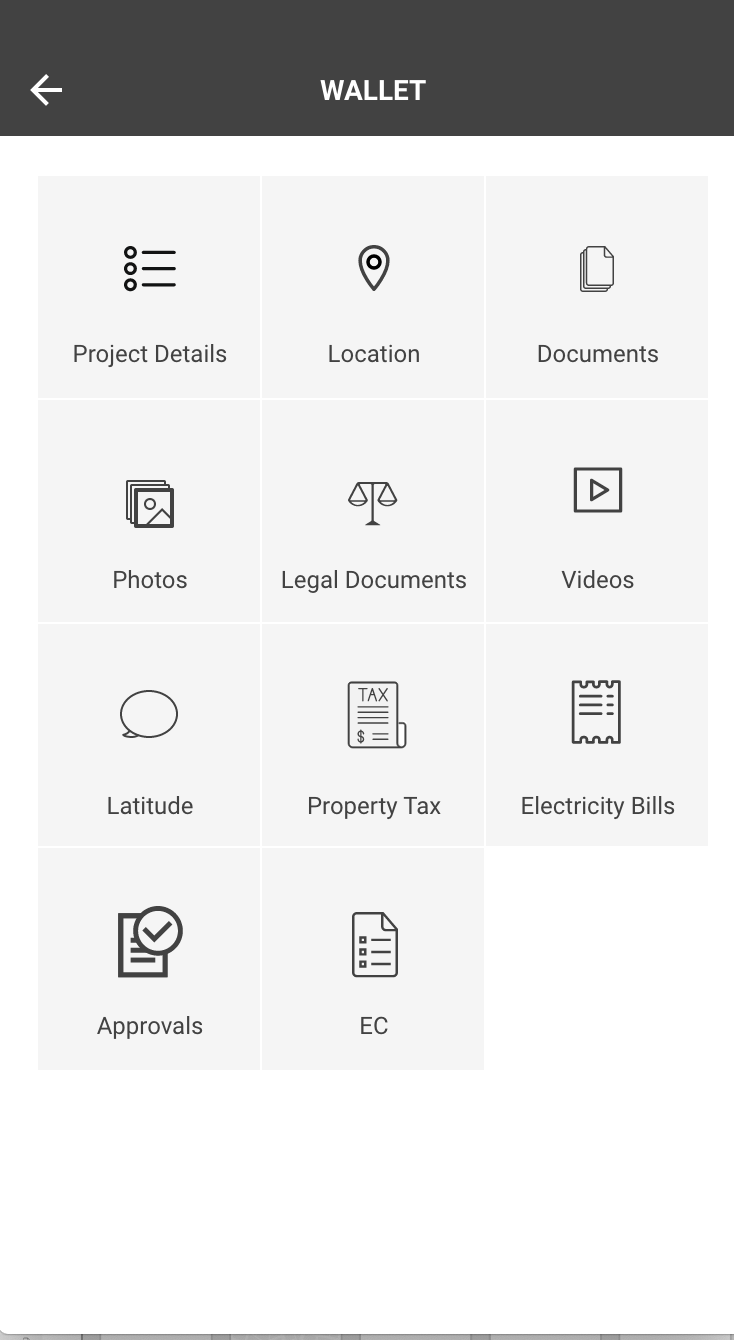 WALLET
Project Details
Location
Documents
Photos
Legal Documents
Videos
Latitude
TAX
$
Property Tax
Electricity Bills
Approvals
EC